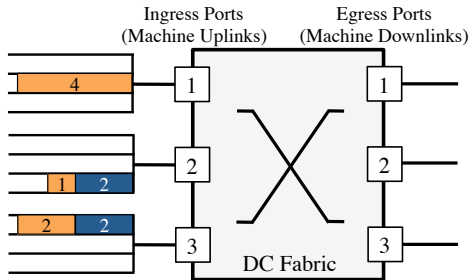 Ingress Ports
(Machine Uplinks)
Egress Ports
(Machine Downlinks)
4
1
1
1 2
2
2
2 2
3
3
DC Fabric